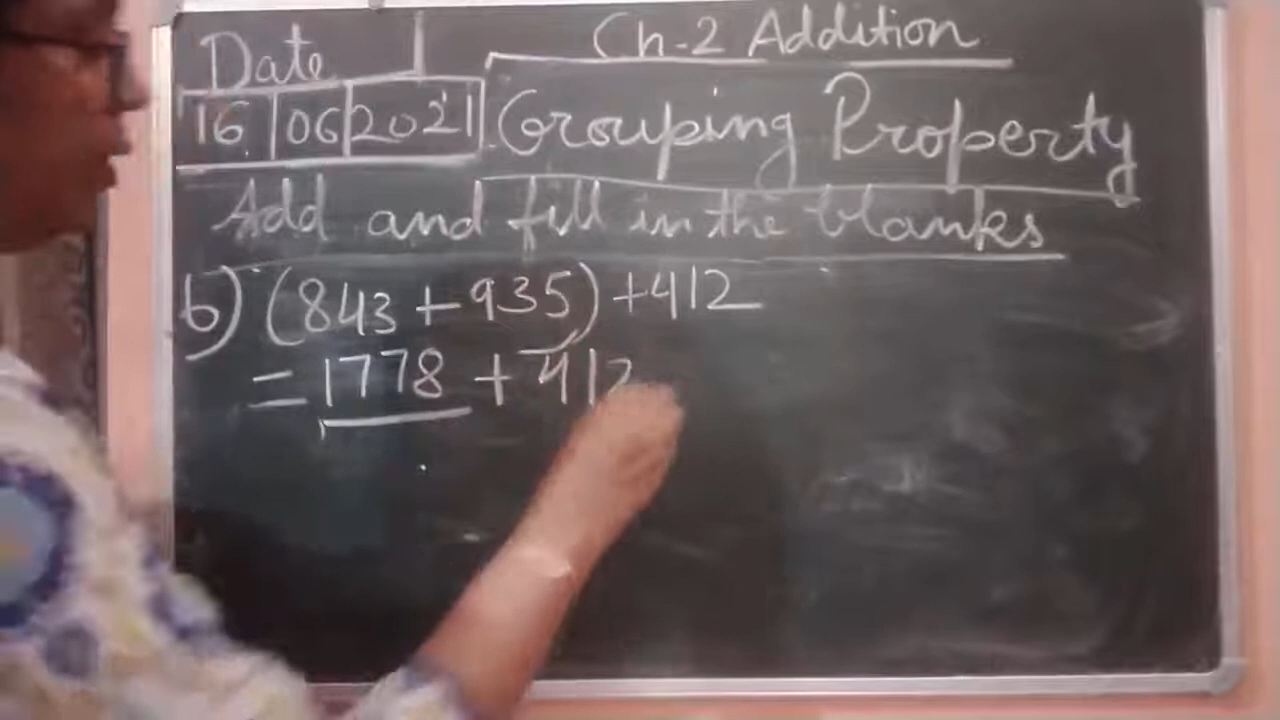 Date
Ch-2 Addition
16 06 2021 Grouping Property
Add and fill in the blanks
b) (843 + 935) + 412
= 1778 + 412